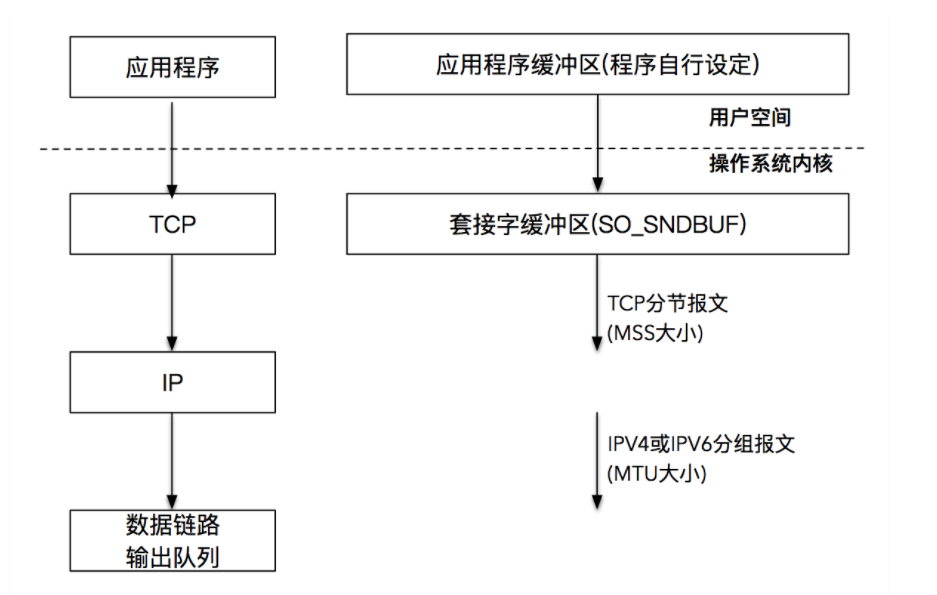 应用程序
应用程序缓冲区(程序自行设定)
用户空间
操作系统内核
TCP
套接字缓冲区(SO_SNDBUF)
TCP分节报文
(MSS大小)
IP
IPV4或IPV6分组报文
(MTU大小)
数据链路
输出队列